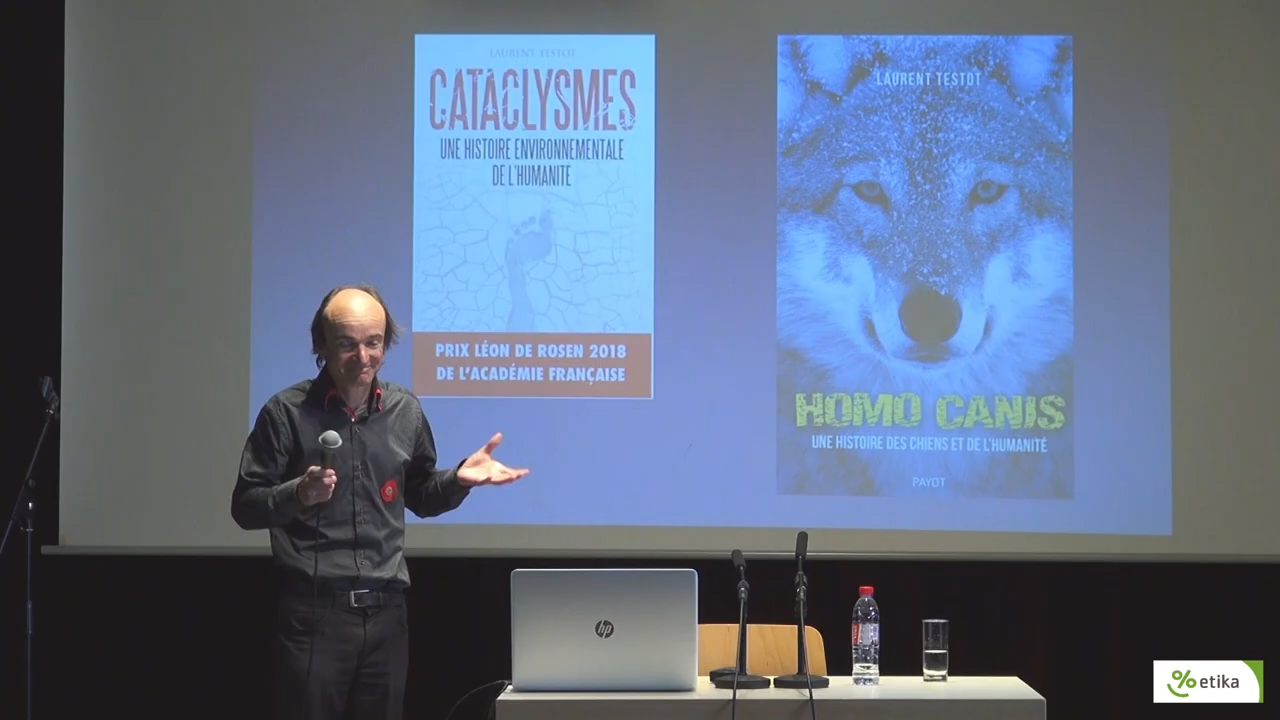 LAURENT TESTOT
CATACLYSMES
UNE HISTOIRE ENVIRONNEMENTALE
DE L'HUMANITÉ
PRIX LÉON DE ROSEN 2018
DE L'ACADÉMIE FRANÇAISE
LAURENT TESTOT
HOMO CANIS
UNE HISTOIRE DES CHIENS ET DE L'HUMANITÉ
PAYOT
hp
% etika